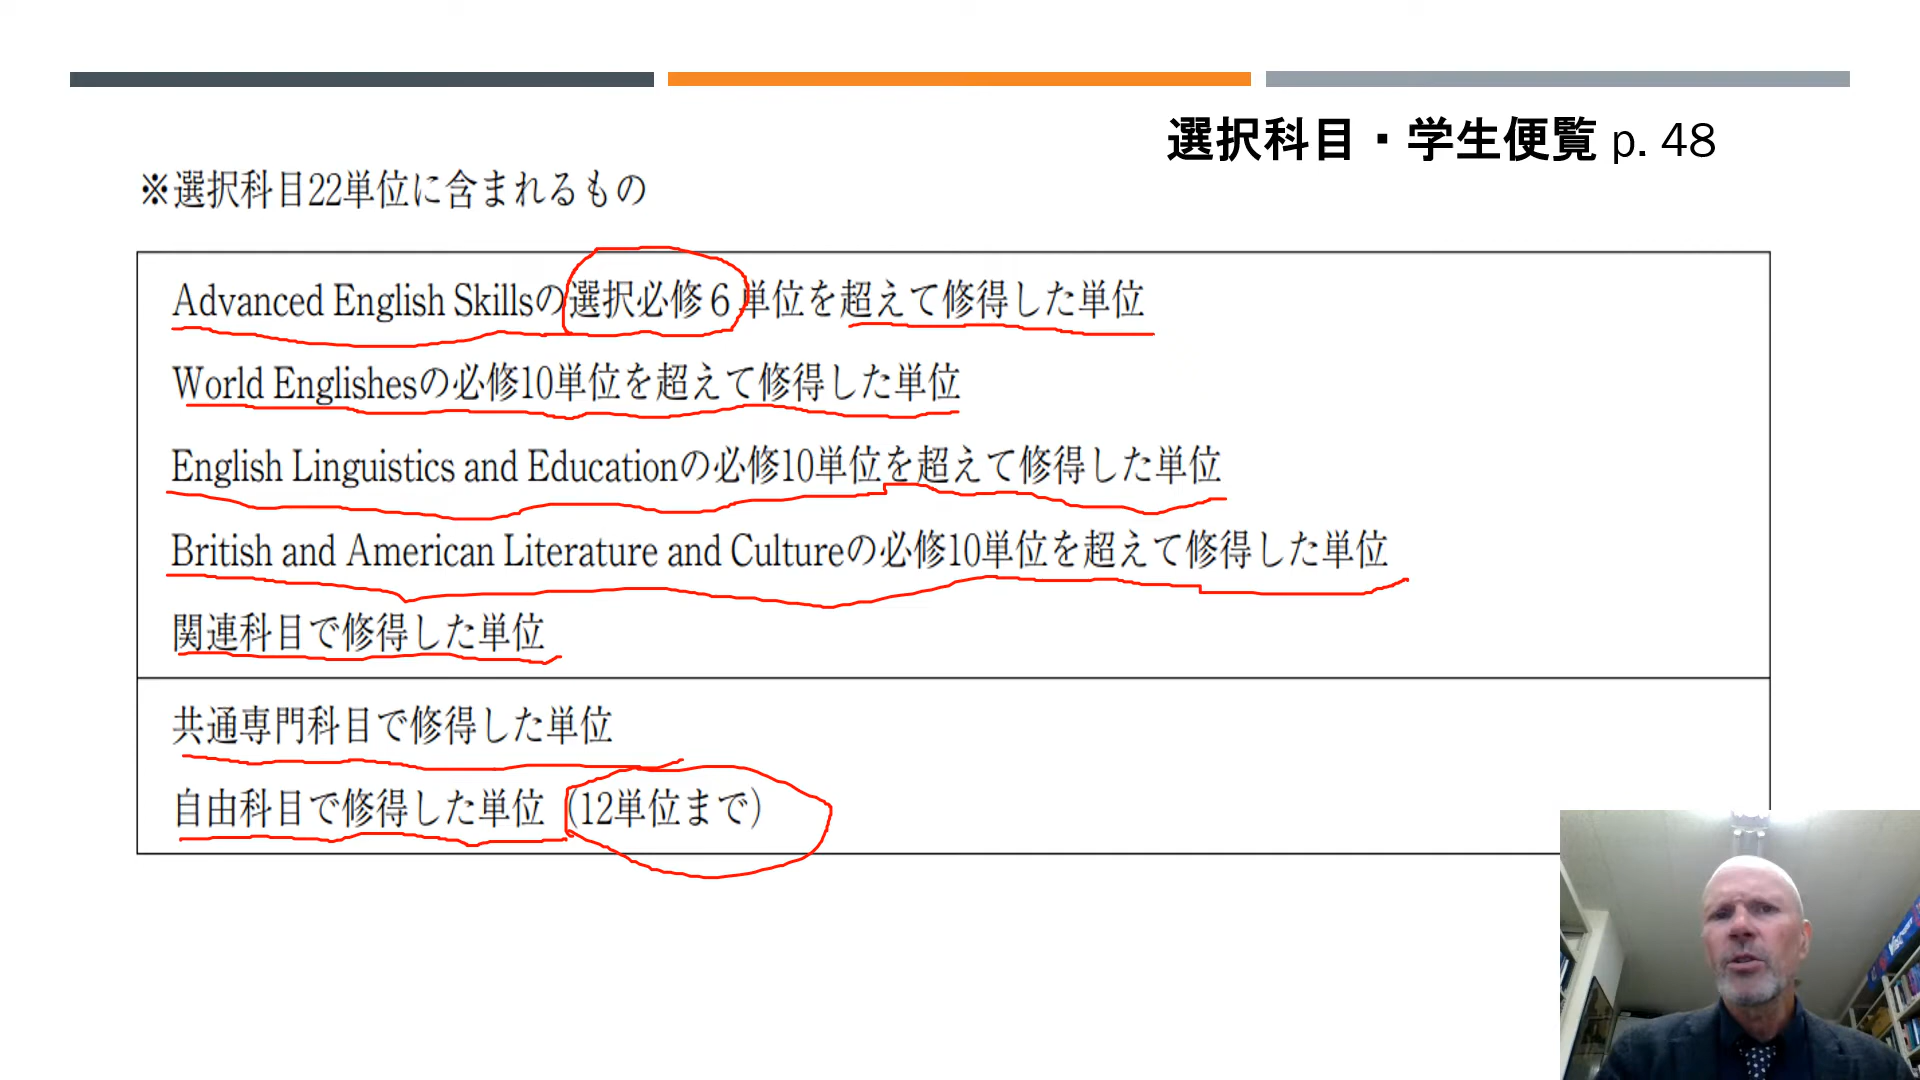 選択科目・学生便覧 p. 48
※選択科目22単位に含まれるもの
Advanced English Skillsの選択必修６単位を超えて修得した単位
World Englishesの必修10単位を超えて修得した単位
English Linguistics and Educationの必修10単位を超えて修得した単位
British and American Literature and Cultureの必修10単位を超えて修得した単位
関連科目で修得した単位
共通専門科目で修得した単位
自由科目で修得した単位（12単位まで）